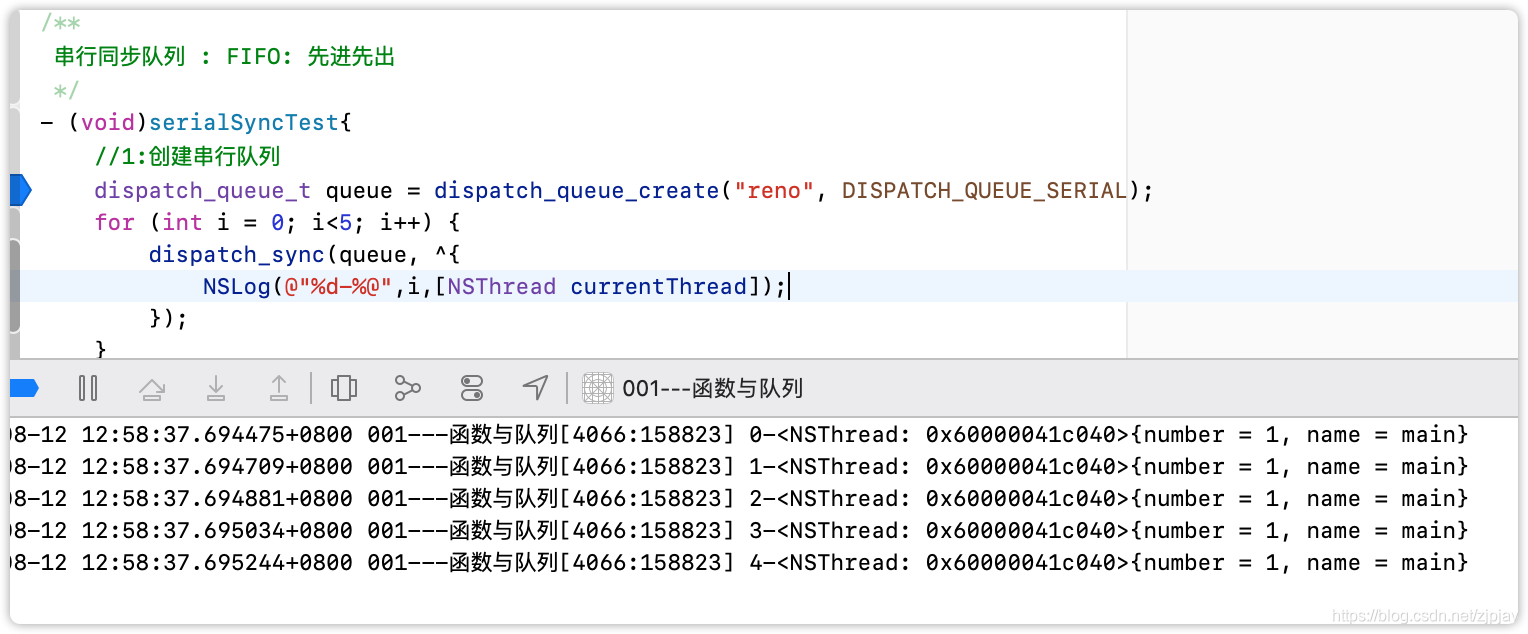 /**
串行同步队列 : FIFO: 先进先出
*/
- (void)serialSyncTest{
//1:创建串行队列
dispatch_queue_t queue = dispatch_queue_create("reno", DISPATCH_QUEUE_SERIAL);
for (int i = 0; i<5; i++) {
dispatch_sync(queue, ^{
NSLog(@"%d-%@",i,[NSThread currentThread]);
});
}
001---函数与队列
08-12 12:58:37.694475+0800 001---函数与队列[4066:158823] 0-<NSThread: 0x60000041c040>{number = 1, name = main}
08-12 12:58:37.694709+0800 001---函数与队列[4066:158823] 1-<NSThread: 0x60000041c040>{number = 1, name = main}
08-12 12:58:37.694881+0800 001---函数与队列[4066:158823] 2-<NSThread: 0x60000041c040>{number = 1, name = main}
08-12 12:58:37.695034+0800 001---函数与队列[4066:158823] 3-<NSThread: 0x60000041c040>{number = 1, name = main}
08-12 12:58:37.695244+0800 001---函数与队列[4066:158823] 4-<NSThread: 0x60000041c040>{number = 1, name = main}
https://blog.csdn.net/zjpjay